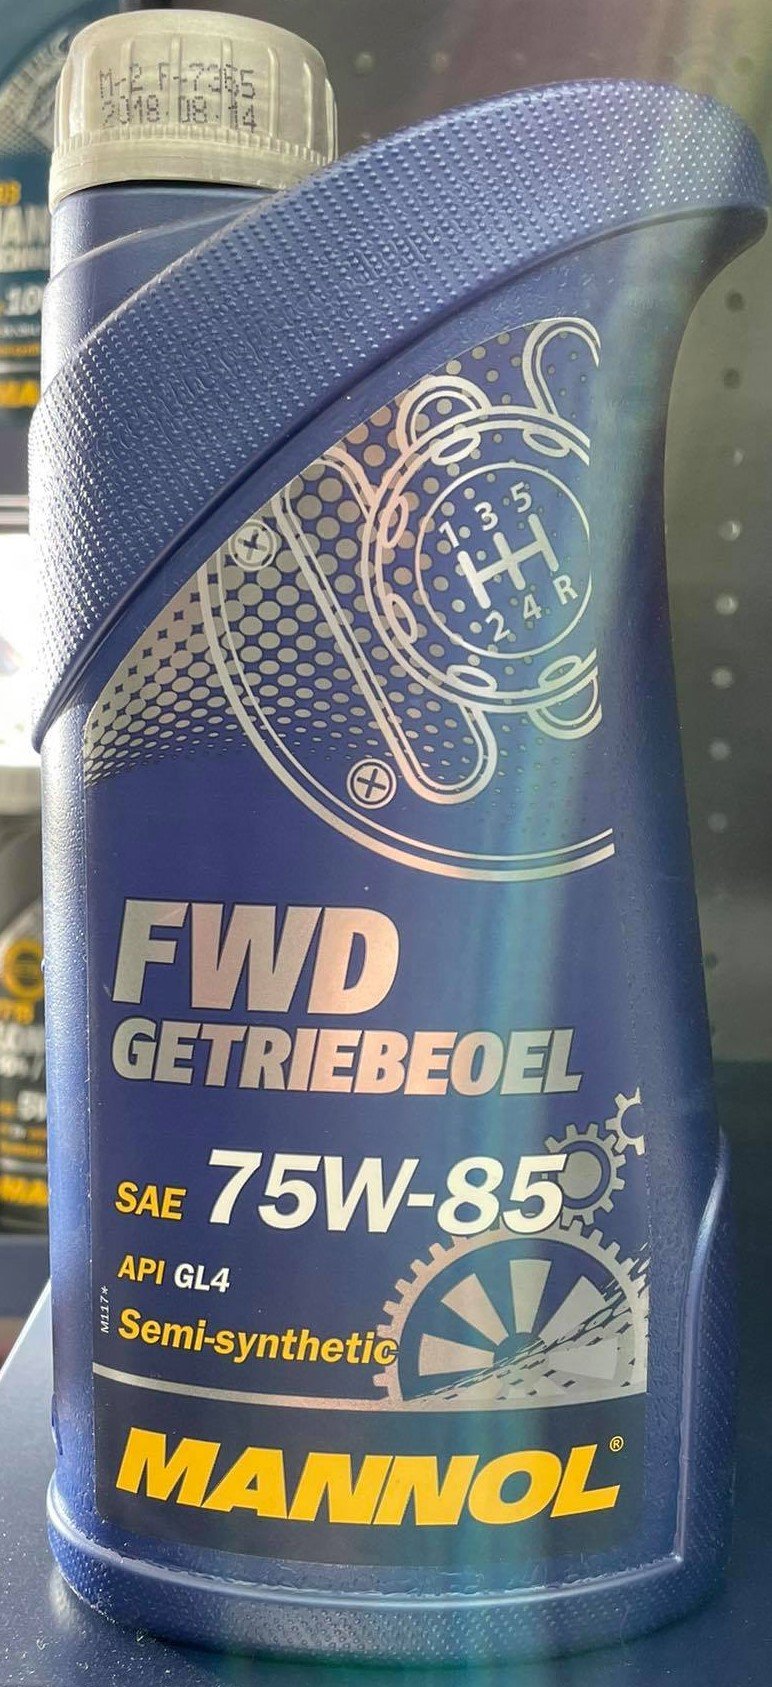 M-2 F-7365
2018.08.14
1 3 5
2 4 R
FWD
GETRIEBEOEL
SAE 75W-85
API GL4
M117*
Semi-synthetic
MANNOL®